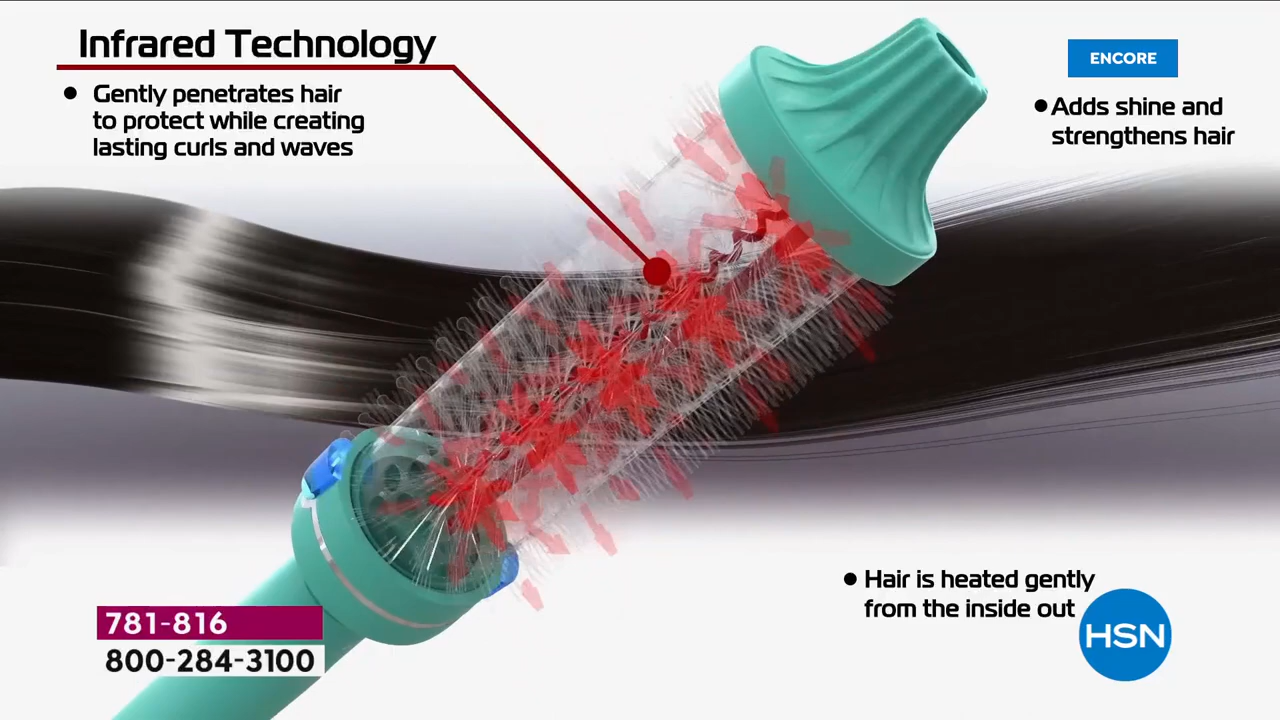 Infrared Technology
● Gently penetrates hair
to protect while creating
lasting curls and waves
ENCORE
● Adds shine and
strengthens hair
● Hair is heated gently
from the inside out
HSN
781-816
800-284-3100